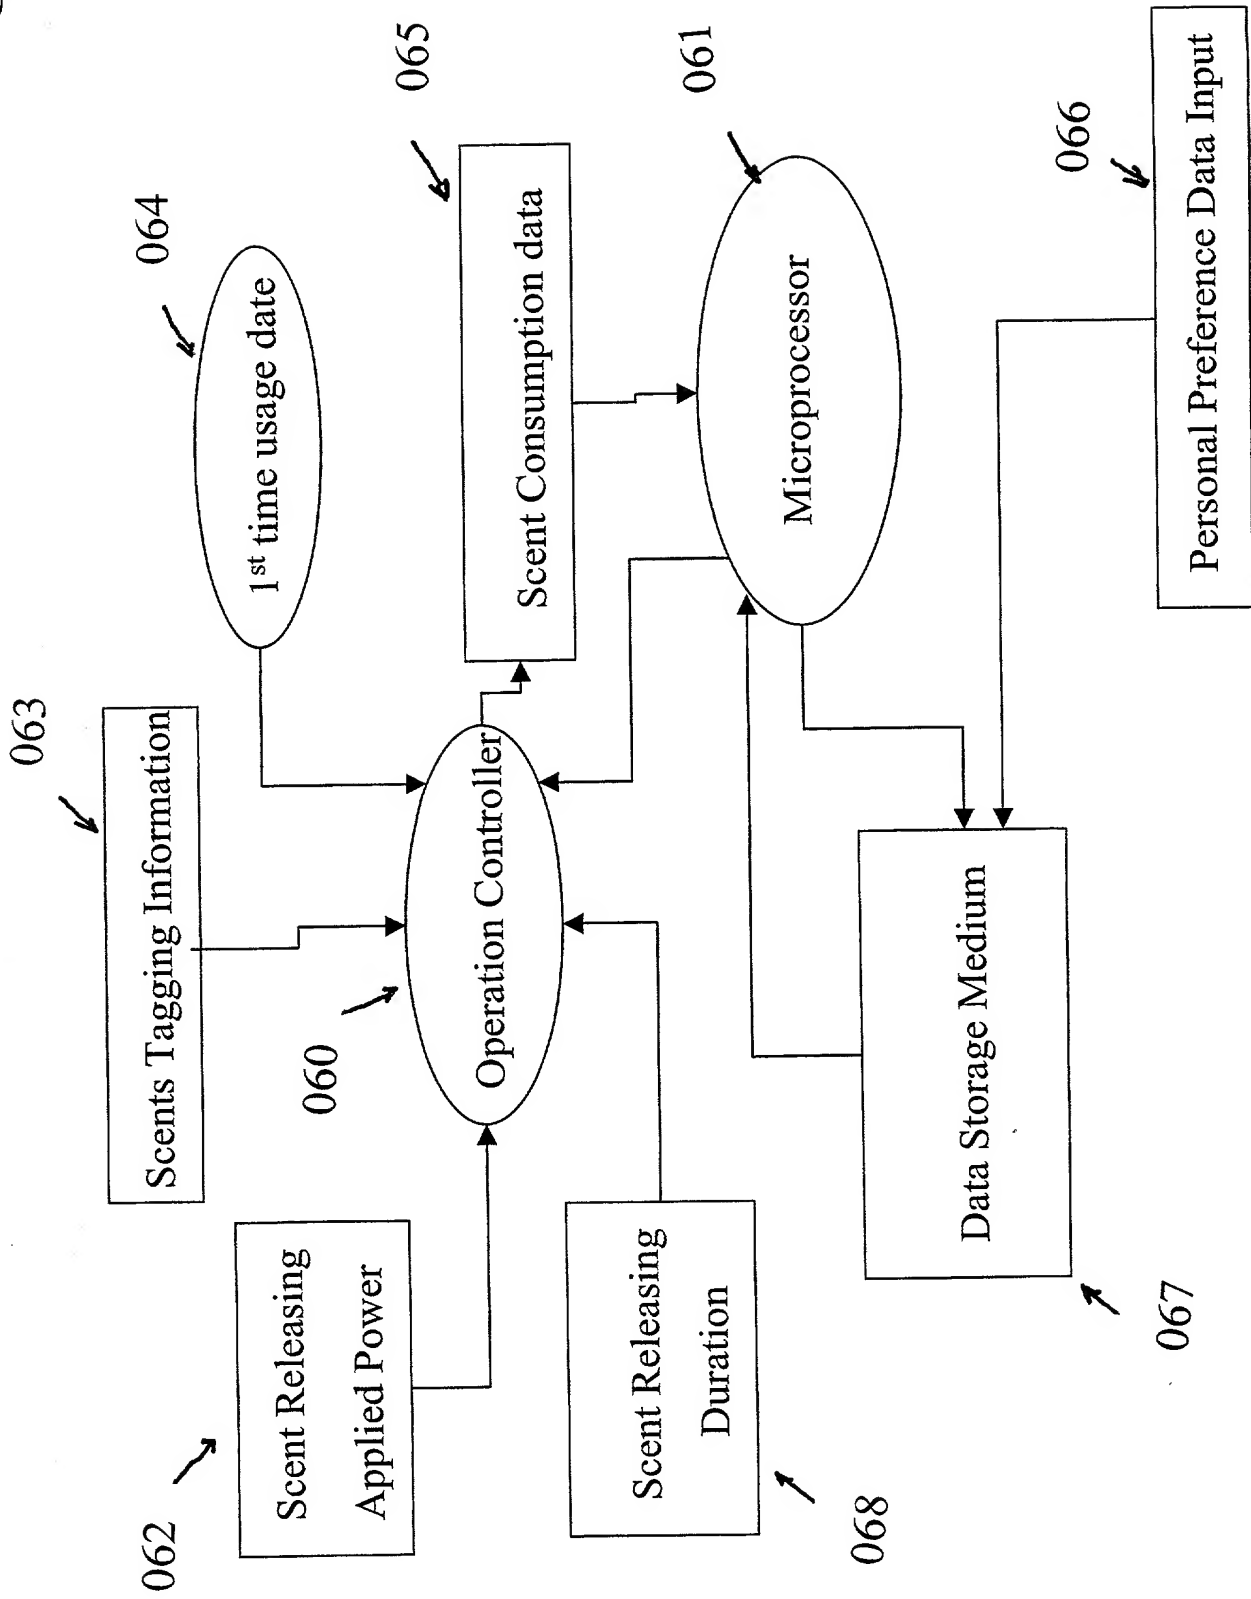 063
Scents Tagging Information
064
1st time usage date
062
Scent Releasing
Applied Power
060
Operation Controller
065
Scent Consumption data
068
Scent Releasing
Duration
061
Microprocessor
067
Data Storage Medium
066
Personal Preference Data Input